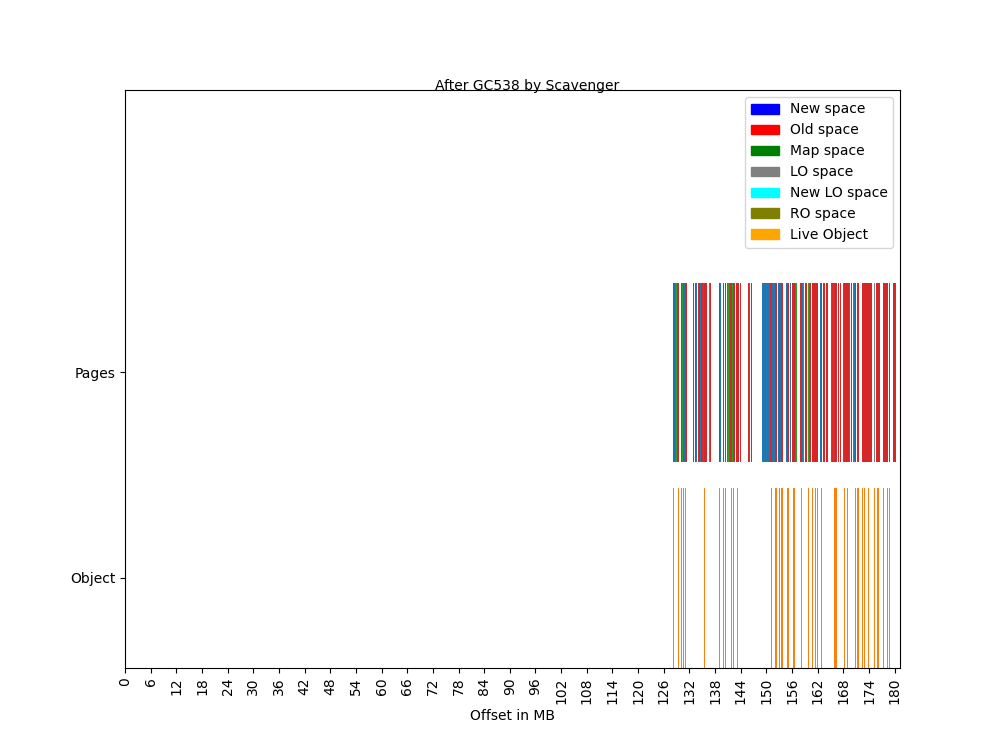 After GC538 by Scavenger
New space
Old space
Map space
LO space
New LO space
RO space
Live Object
Pages
Object
0 6 12 18 24 30 36 42 48 54 60 66 72 78 84 90 96 102 108 114 120 126 132 138 144 150 156 162 168 174 180
Offset in MB